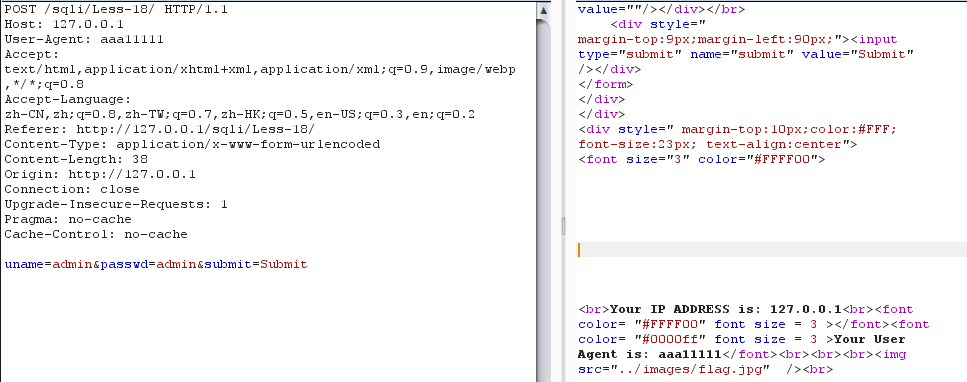 POST /sqli/Less-18/ HTTP/1.1
Host: 127.0.0.1
User-Agent: aaa11111
Accept:
text/html,application/xhtml+xml,application/xml;q=0.9,image/webp
,*/*;q=0.8
Accept-Language:
zh-CN,zh;q=0.8,zh-TW;q=0.7,zh-HK;q=0.5,en-US;q=0.3,en;q=0.2
Referer: http://127.0.0.1/sqli/Less-18/
Content-Type: application/x-www-form-urlencoded
Content-Length: 38
Origin: http://127.0.0.1
Connection: close
Upgrade-Insecure-Requests: 1
Pragma: no-cache
Cache-Control: no-cache

uname=admin&passwd=admin&submit=Submit
value=""/></div></br>
<div style="
margin-top:9px;margin-left:90px;"><input
type="submit" name="submit" value="Submit"
/></div>
</form>
</div>
</div>
<div style=" margin-top:10px;color:#FFF;
font-size:23px; text-align:center">
<font size="3" color="#FFFF00">
<br>Your IP ADDRESS is: 127.0.0.1<br><font
color= "#FFFF00" font size = 3 ></font><font
color= "#0000ff" font size = 3 >Your User
Agent is: aaa11111</font><br><br><br><img
src="../images/flag.jpg"  /><br>